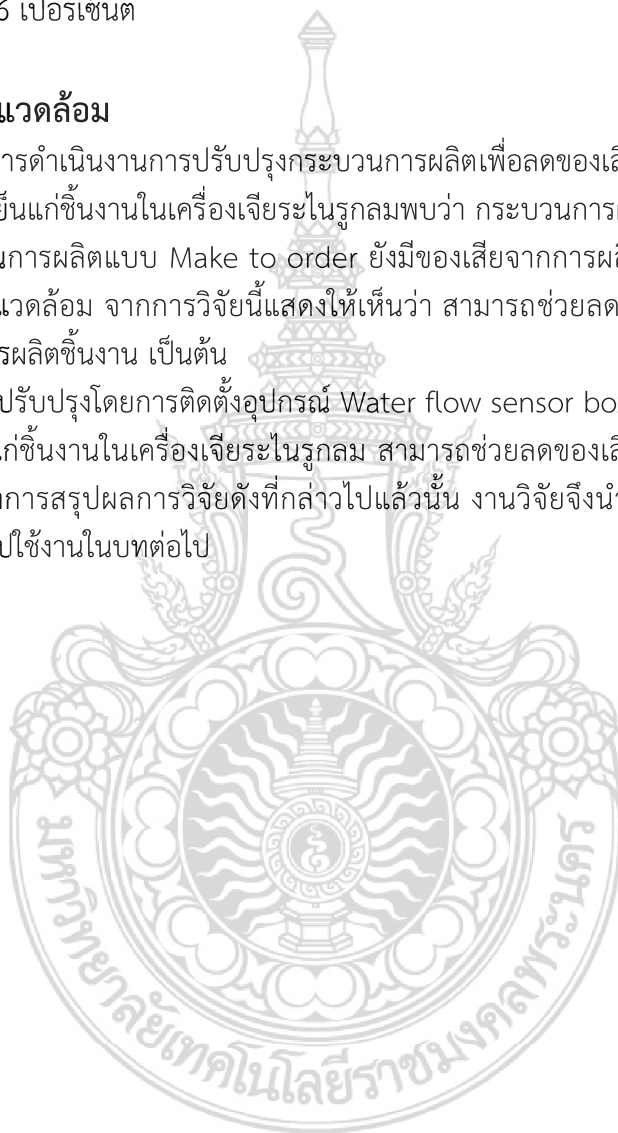 6 เปอร์เซ็นต์
แวดล้อม
ารดำเนินงานการปรับปรุงกระบวนการผลิตเพื่อลดของเสี
ย็นแก่ชิ้นงานในเครื่องเจียระไนรูกลมพบว่า กระบวนการ
นการผลิตแบบ Make to order ยังมีของเสียจากการผลิ
แวดล้อม จากการวิจัยนี้แสดงให้เห็นว่า สามารถช่วยลด
รผลิตชิ้นงาน เป็นต้น
ปรับปรุงโดยการติดตั้งอุปกรณ์ Water flow sensor bo
แก่ชิ้นงานในเครื่องเจียระไนรูกลม สามารถช่วยลดของเสี
การสรุปผลการวิจัยดังที่กล่าวไปแล้วนั้น งานวิจัยจึงนำ
ปใช้งานในบทต่อไป
มหาวิทยาลัยเทคโนโลยีราชมงคลพระนคร